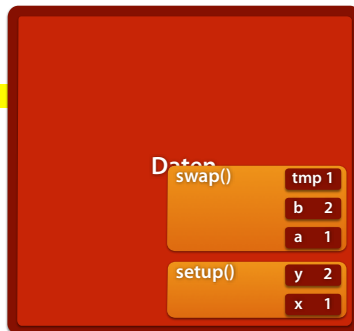 Daten
swap()
tmp 1
b 2
a 1
setup()
y 2
x 1